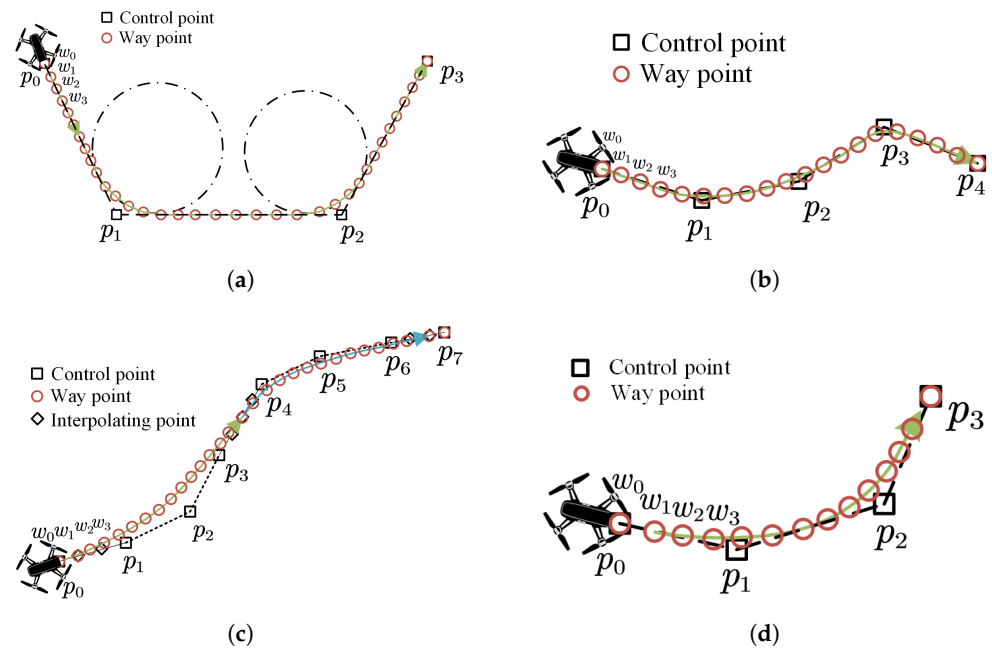 Control point
Way point
w₀
w₁
w₂
w₃
p₀
p₁
p₂
p₃
(a)
Control point
Way point
w₀
w₁ w₂ w₃
p₀
p₁
p₂
p₃
p₄
(b)
Control point
Way point
Interpolating point
w₀w₁w₂w₃
p₀
p₁
p₂
p₃
p₄
p₅
p₆
p₇
(c)
Control point
Way point
w₀
w₁w₂w₃
p₀
p₁
p₂
p₃
(d)